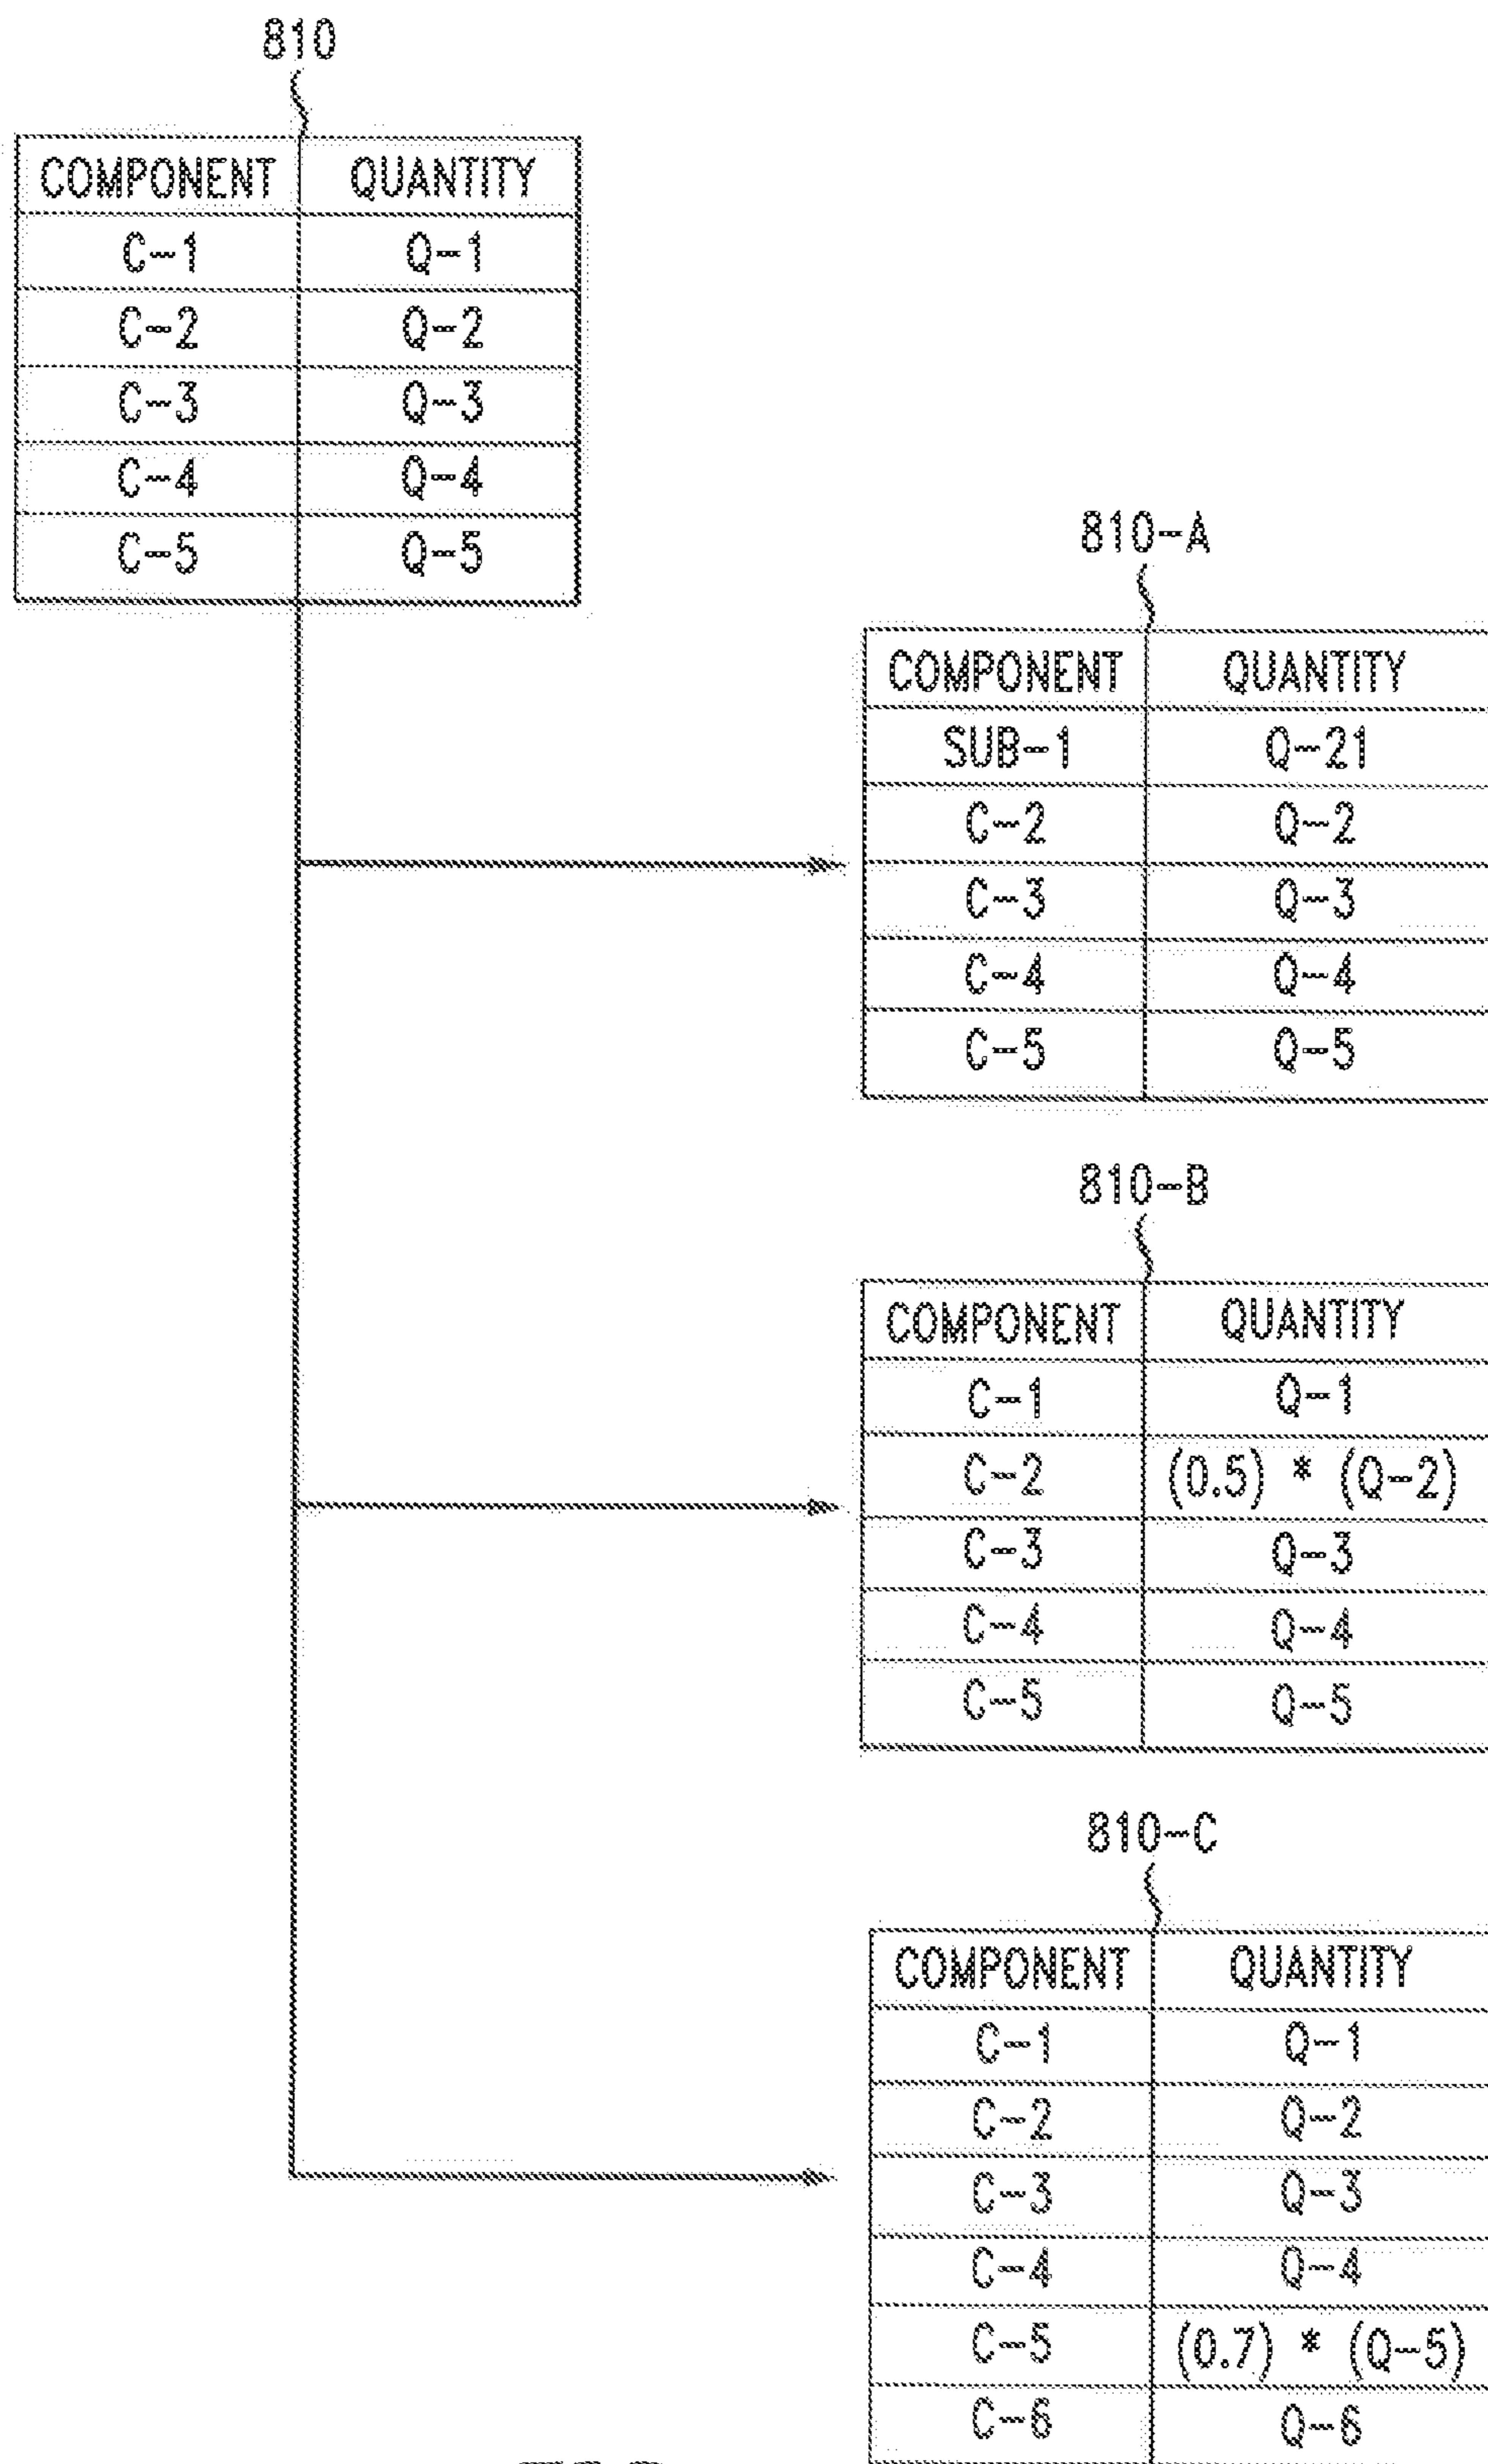 810
COMPONENT QUANTITY
C-1 Q-1
C-2 Q-2
C-3 Q-3
C-4 Q-4
C-5 Q-5
810-A
COMPONENT QUANTITY
SUB-1 Q-21
C-2 Q-2
C-3 Q-3
C-4 Q-4
C-5 Q-5
810-B
COMPONENT QUANTITY
C-1 Q-1
C-2 (0.5) * (Q-2)
C-3 Q-3
C-4 Q-4
C-5 Q-5
810-C
COMPONENT QUANTITY
C-1 Q-1
C-2 Q-2
C-3 Q-3
C-4 Q-4
C-5 (0.7) * (Q-5)
C-6 Q-6